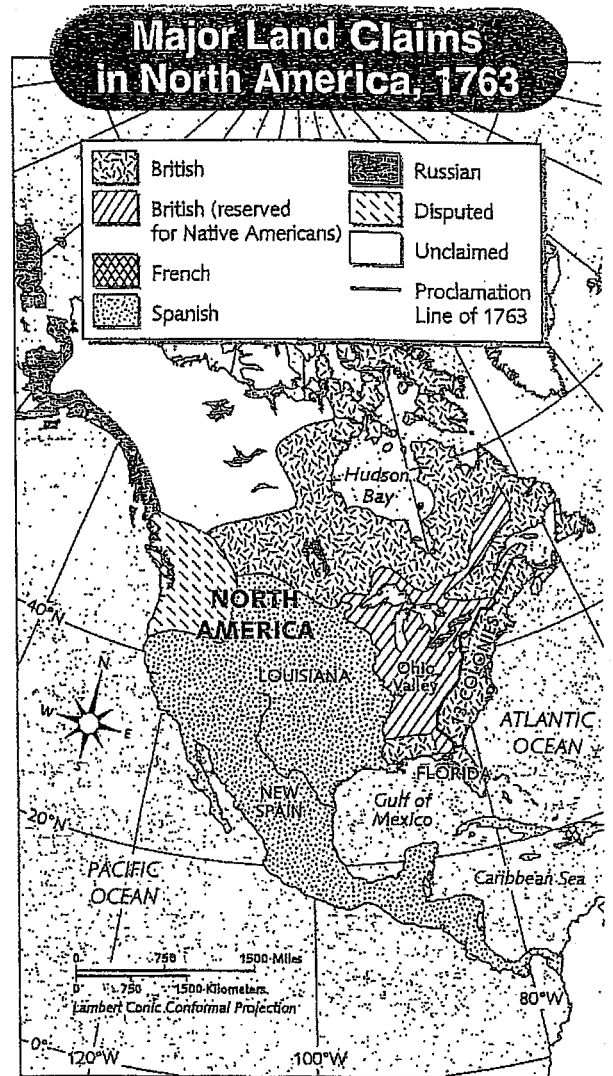 Major Land Claims
in North America, 1763
British
British (reserved
for Native Americans)
French
Spanish
Russian
Disputed
Unclaimed
Proclamation
Line of 1763
Hudson
Bay
40°N
NORTH
AMERICA
LOUISIANA
Ohio
Valley
13 COLONIES
N
W
E
S
ATLANTIC
OCEAN
FLORIDA
NEW
SPAIN
Gulf of
Mexico
20°N
PACIFIC
OCEAN
Caribbean Sea
0 750 1500 Miles
0 750 1500 Kilometers
Lambert Conic Conformal Projection
80°W
0°
120°W
100°W